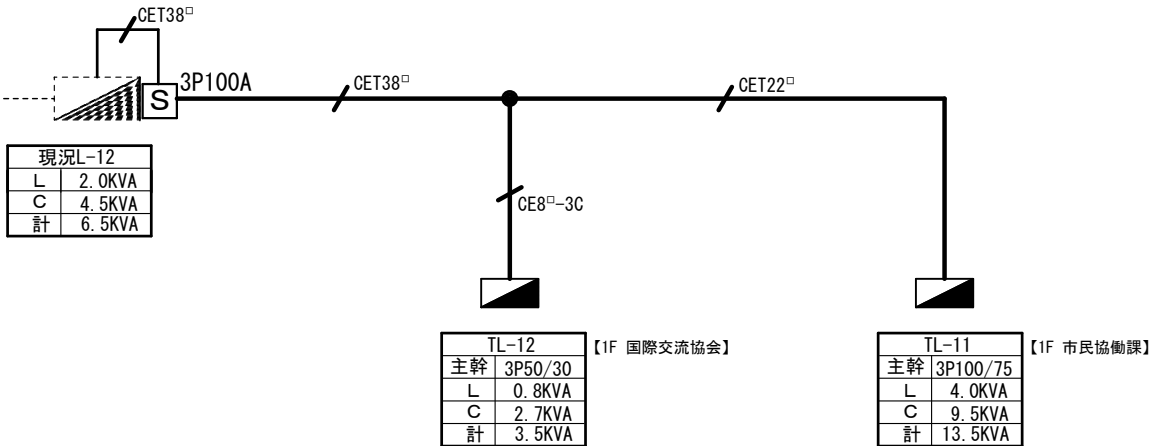 CET38□
S
3P100A
CET38□
CET22□
現況L-12
L 2.0KVA
C 4.5KVA
計 6.5KVA
CE8□-3C
TL-12
主幹 3P50/30
L 0.8KVA
C 2.7KVA
計 3.5KVA
【1F 国際交流協会】
TL-11
主幹 3P100/75
L 4.0KVA
C 9.5KVA
計 13.5KVA
【1F 市民協働課】